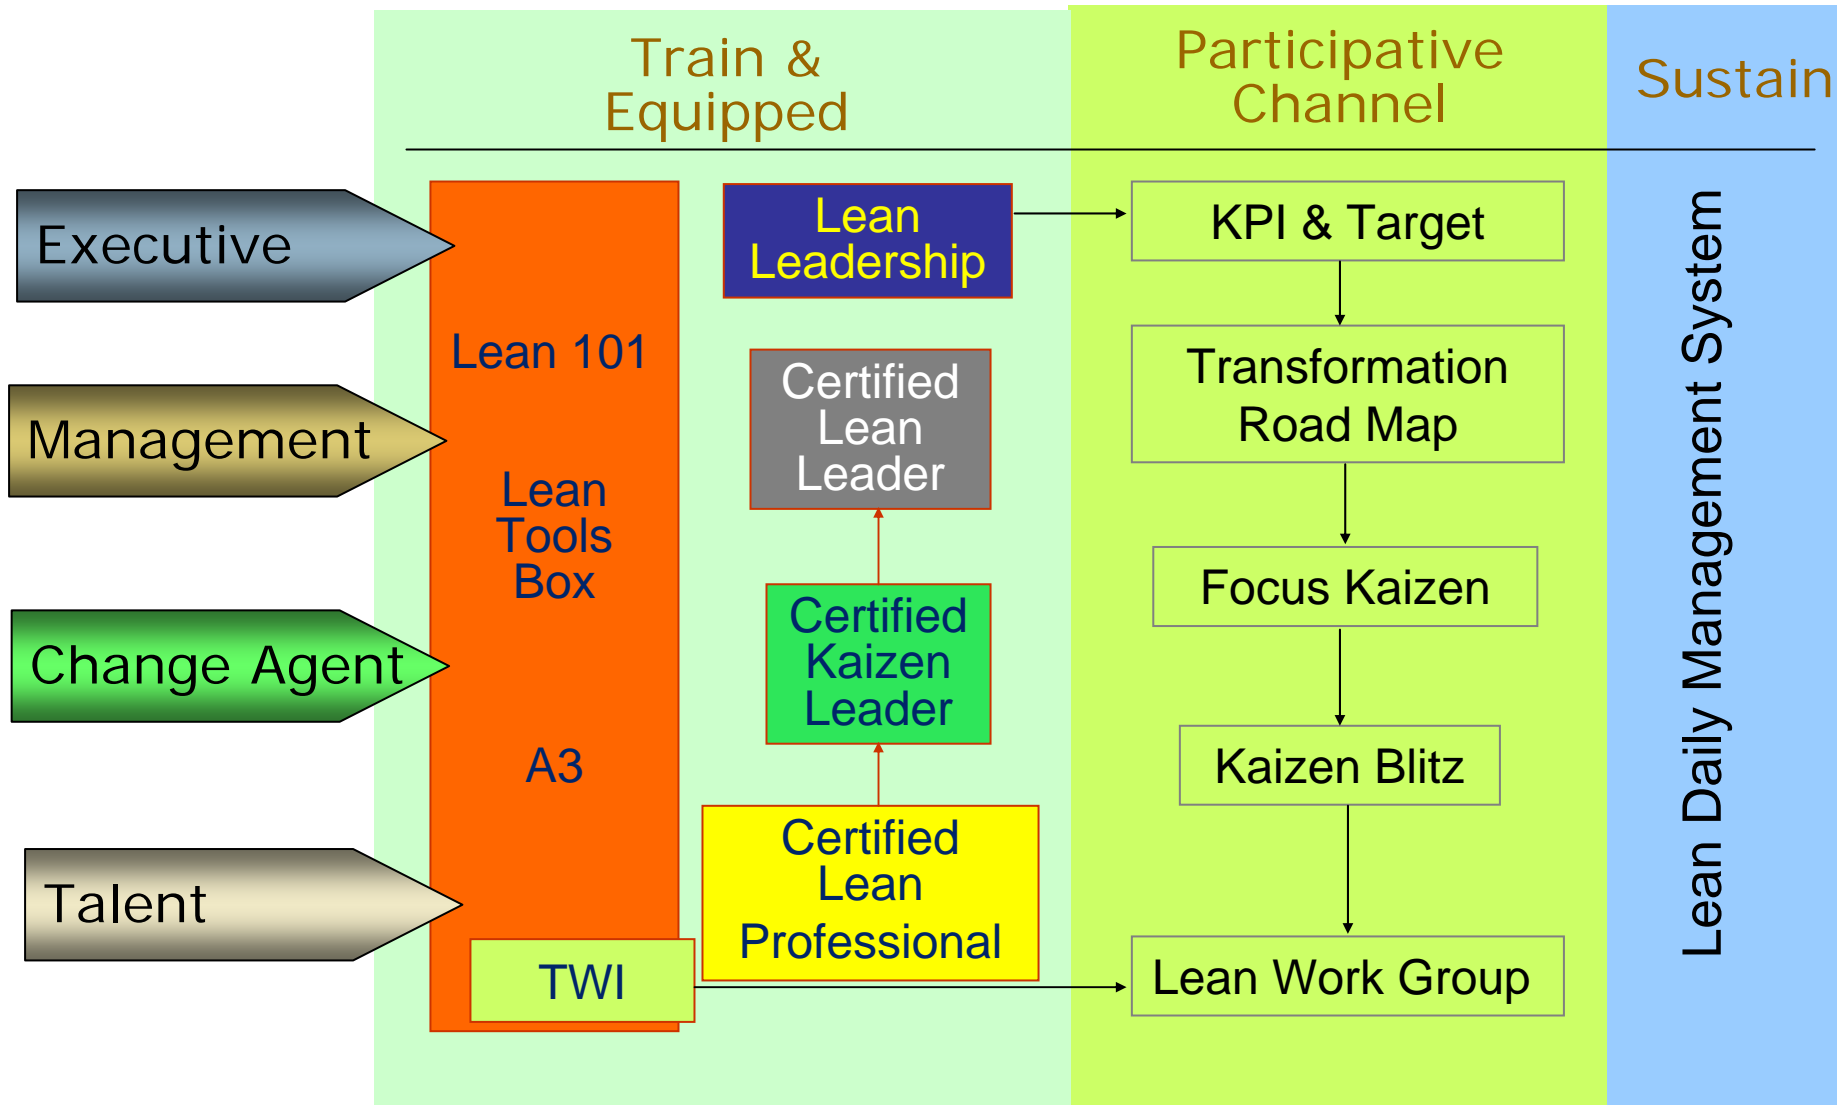 Train &
Equipped
Participative
Channel
Sustain
Executive
Management
Change Agent
Talent
Lean 101
Lean
Tools
Box
A3
TWI
Lean
Leadership
Certified
Lean
Leader
Certified
Kaizen
Leader
Certified
Lean
Professional
KPI & Target
Transformation
Road Map
Focus Kaizen
Kaizen Blitz
Lean Work Group
Lean Daily Management System